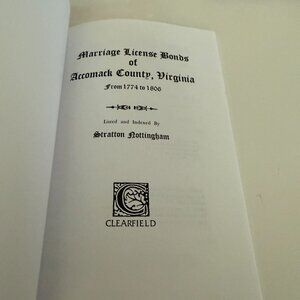 Marriage License Bonds
of
Accomack County, Virginia
From 1774 to 1806
Listed and Indexed By
Stratton Nottingham
C
CLEARFIELD